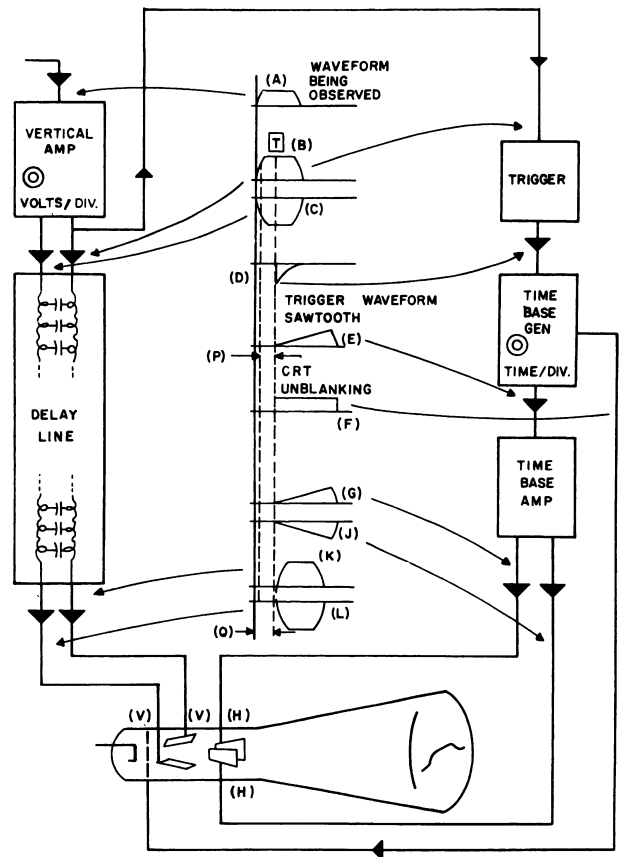 WAVEFORM
BEING
OBSERVED
(A)
VERTICAL
AMP
VOLTS/ DIV.
T (B)
TRIGGER
(C)
(D)
TRIGGER WAVEFORM
SAWTOOTH
TIME
BASE
GEN
TIME/DIV.
(E)
(P)
CRT
UNBLANKING
(F)
DELAY
LINE
TIME
BASE
AMP
(G)
(J)
(K)
(L)
(Q)
(V) (V) (H)
(H)